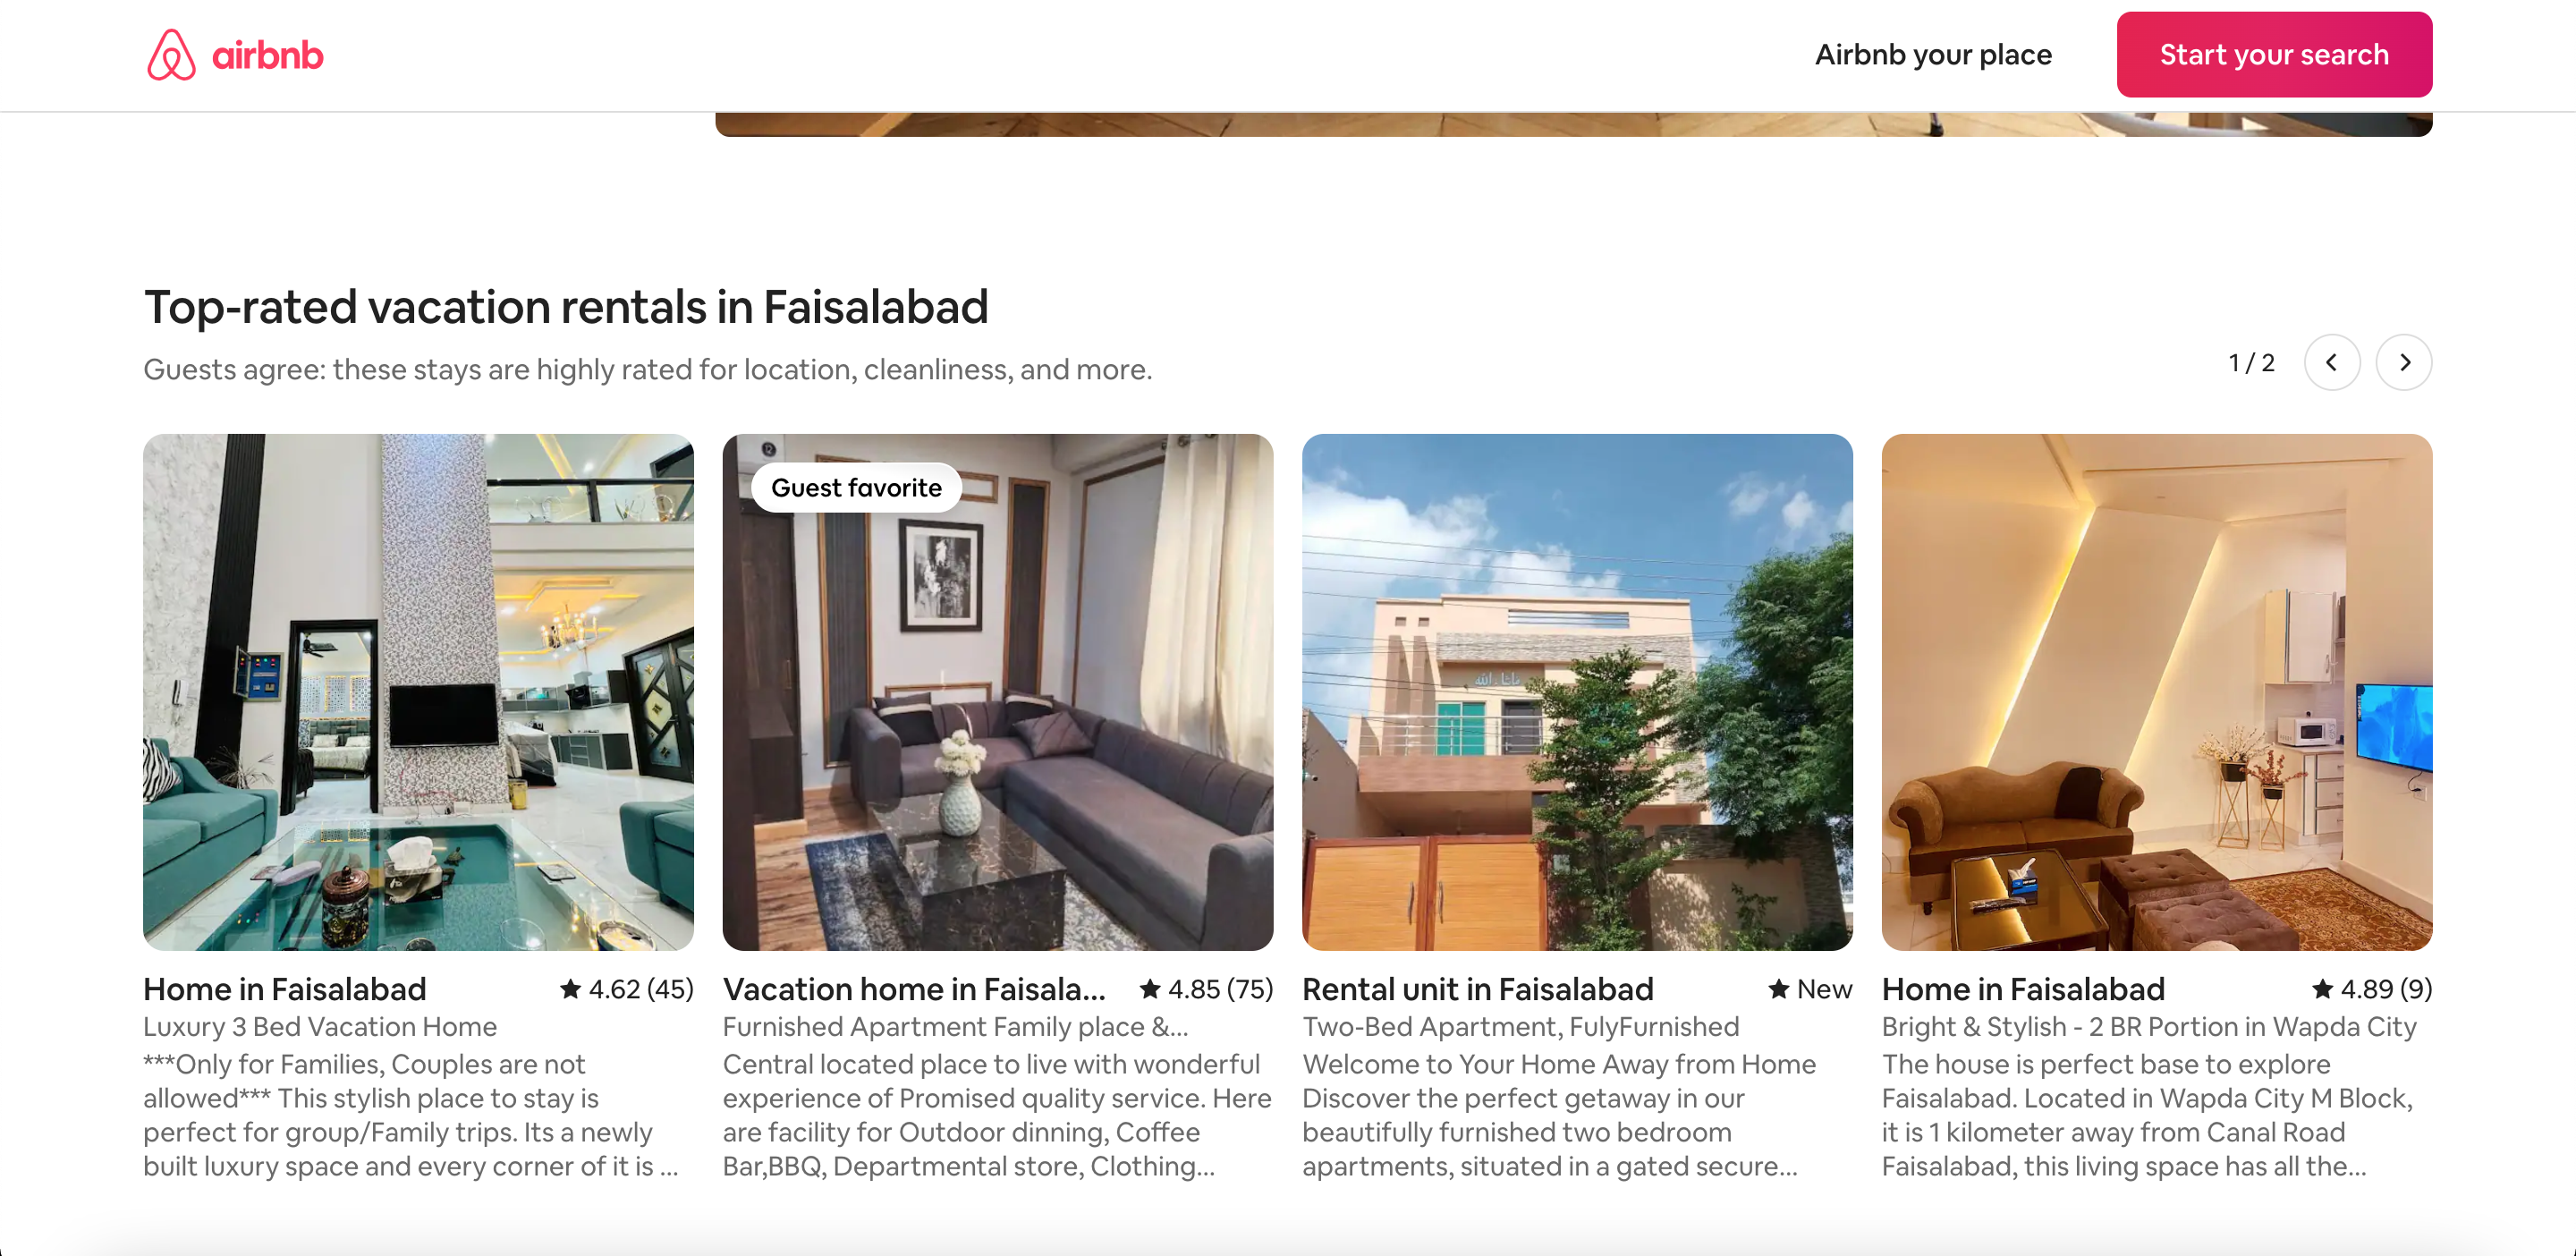 airbnb
Airbnb your place
Start your search
Top-rated vacation rentals in Faisalabad
Guests agree: these stays are highly rated for location, cleanliness, and more.
1 / 2
Guest favorite
Home in Faisalabad
★ 4.62 (45)
Luxury 3 Bed Vacation Home
***Only for Families, Couples are not
allowed*** This stylish place to stay is
perfect for group/Family trips. Its a newly
built luxury space and every corner of it is ...
Vacation home in Faisala...
★ 4.85 (75)
Furnished Apartment Family place &...
Central located place to live with wonderful
experience of Promised quality service. Here
are facility for Outdoor dinning, Coffee
Bar,BBQ, Departmental store, Clothing...
Rental unit in Faisalabad
★ New
Two-Bed Apartment, FulyFurnished
Welcome to Your Home Away from Home
Discover the perfect getaway in our
beautifully furnished two bedroom
apartments, situated in a gated secure...
Home in Faisalabad
★ 4.89 (9)
Bright & Stylish - 2 BR Portion in Wapda City
The house is perfect base to explore
Faisalabad. Located in Wapda City M Block,
it is 1 kilometer away from Canal Road
Faisalabad, this living space has all the...